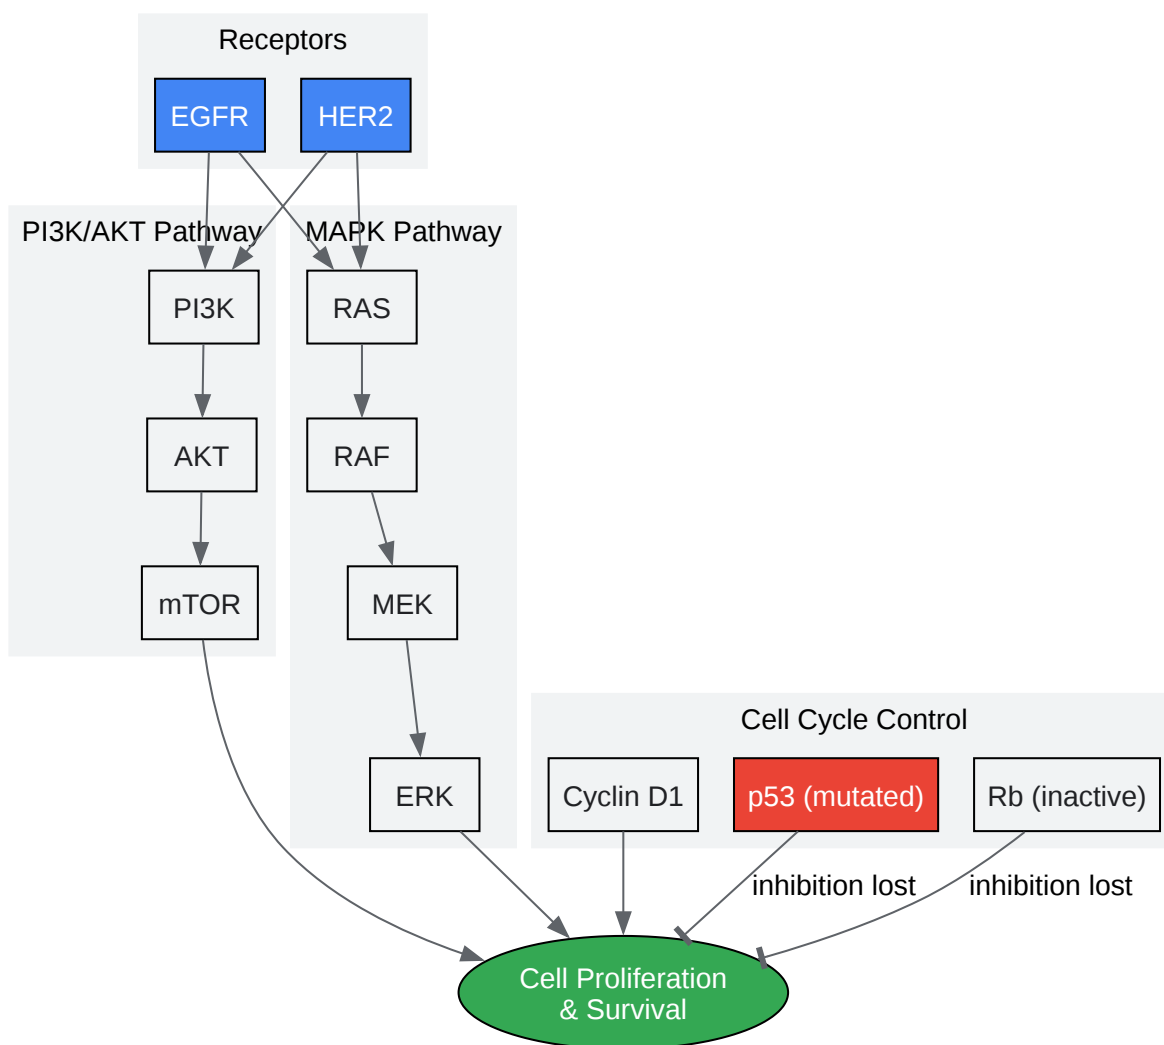 Receptors
EGFR
HER2
PI3K/AKT Pathway
MAPK Pathway
PI3K
RAS
AKT
RAF
mTOR
MEK
Cell Cycle Control
ERK
Cyclin D1
p53 (mutated)
Rb (inactive)
inhibition lost
inhibition lost
Cell Proliferation
& Survival